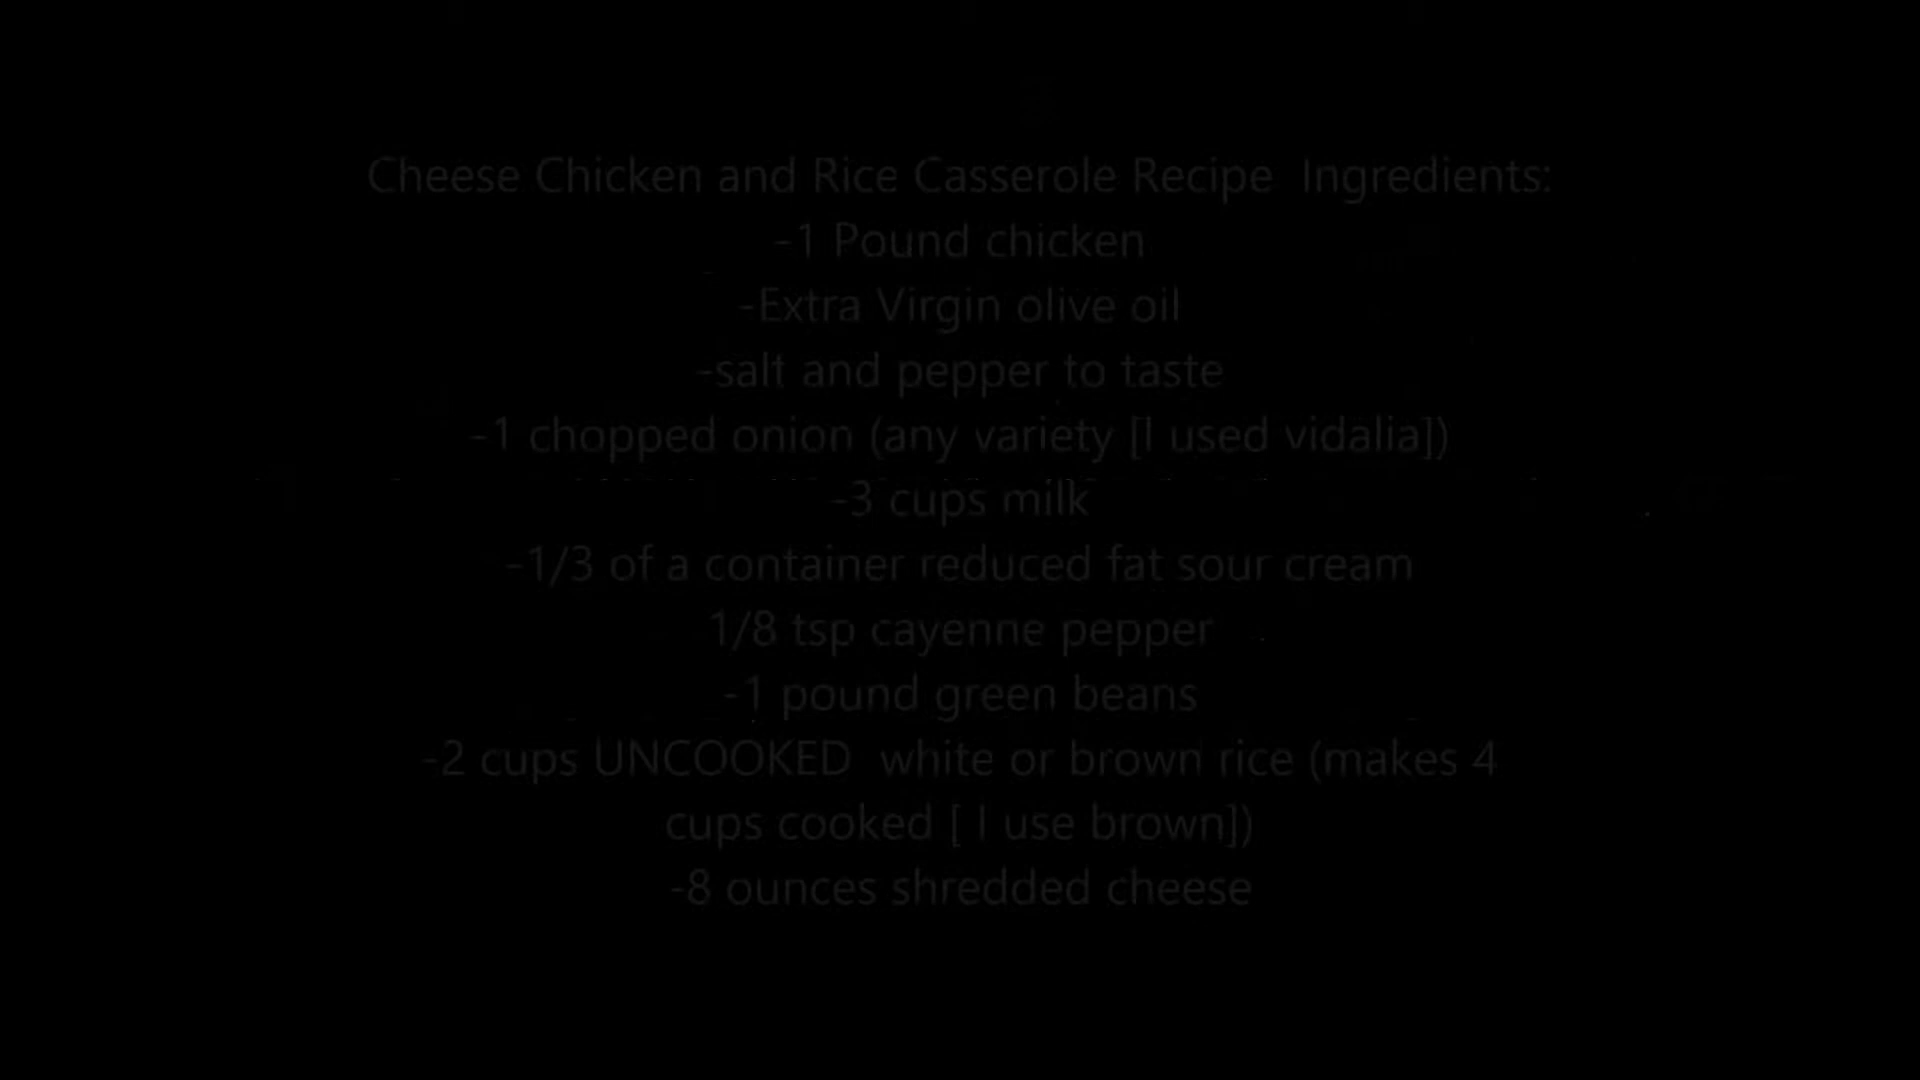 Cheese Chicken and Rice Casserole Recipe  Ingredients:
-1 Pound chicken
-Extra Virgin olive oil
-salt and pepper to taste
-1 chopped onion (any variety [I used vidalia])
-3 cups milk
-1/3 of a container reduced fat sour cream
1/8 tsp cayenne pepper
-1 pound green beans
-2 cups UNCOOKED  white or brown rice (makes 4
cups cooked [ I use brown])
-8 ounces shredded cheese